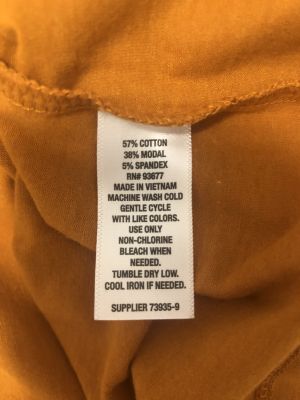 57% COTTON
38% MODAL
5% SPANDEX
RN# 93677
MADE IN VIETNAM
MACHINE WASH COLD
GENTLE CYCLE
WITH LIKE COLORS.
USE ONLY
NON-CHLORINE
BLEACH WHEN
NEEDED.
TUMBLE DRY LOW.
COOL IRON IF NEEDED.
SUPPLIER 73935-9